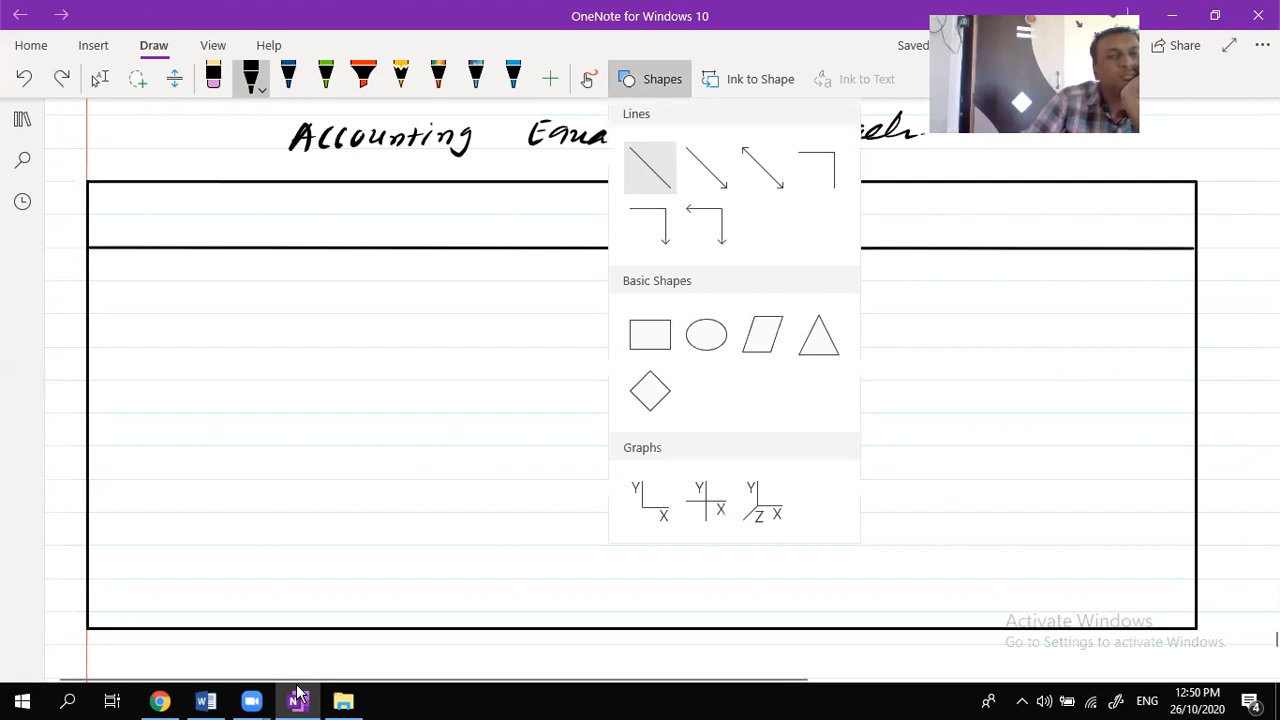 OneNote for Windows 10
Home Insert Draw View Help Saved Share
Shapes Ink to Shape Ink to Text
Lines
Accounting
Basic Shapes
Graphs
Y X Y X Y Z X
Activate Windows
Go to Settings to activate Windows.
ENG 12:50 PM
26/10/2020 4